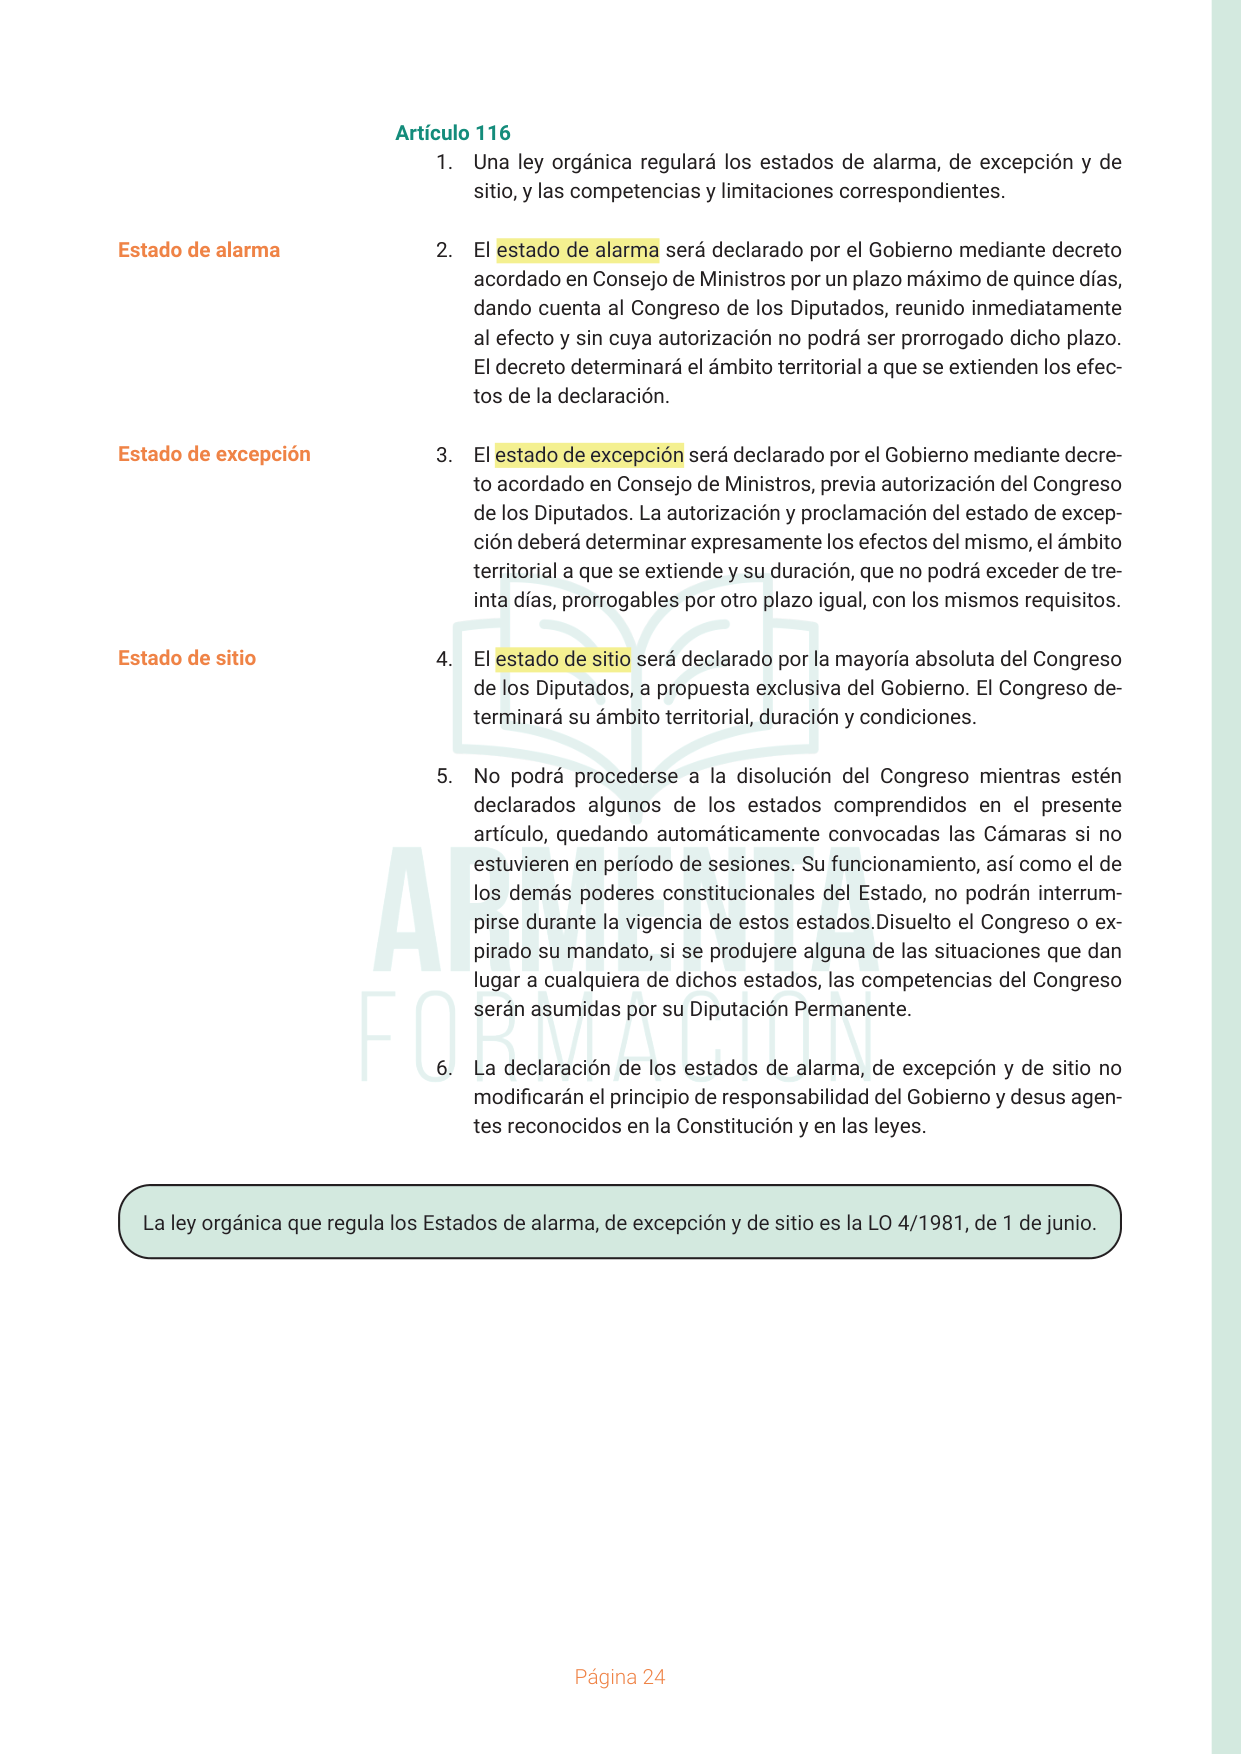 Artículo 116
1. Una ley orgánica regulará los estados de alarma, de excepción y de
sitio, y las competencias y limitaciones correspondientes.
Estado de alarma
2. El estado de alarma será declarado por el Gobierno mediante decreto
acordado en Consejo de Ministros por un plazo máximo de quince días,
dando cuenta al Congreso de los Diputados, reunido inmediatamente
al efecto y sin cuya autorización no podrá ser prorrogado dicho plazo.
El decreto determinará el ámbito territorial a que se extienden los efec-
tos de la declaración.
Estado de excepción
3. El estado de excepción será declarado por el Gobierno mediante decre-
to acordado en Consejo de Ministros, previa autorización del Congreso
de los Diputados. La autorización y proclamación del estado de excep-
ción deberá determinar expresamente los efectos del mismo, el ámbito
territorial a que se extiende y su duración, que no podrá exceder de tre-
inta días, prorrogables por otro plazo igual, con los mismos requisitos.
Estado de sitio
4. El estado de sitio será declarado por la mayoría absoluta del Congreso
de los Diputados, a propuesta exclusiva del Gobierno. El Congreso de-
terminará su ámbito territorial, duración y condiciones.
5. No podrá procederse a la disolución del Congreso mientras estén
declarados algunos de los estados comprendidos en el presente
artículo, quedando automáticamente convocadas las Cámaras si no
estuvieren en período de sesiones. Su funcionamiento, así como el de
los demás poderes constitucionales del Estado, no podrán interrum-
pirse durante la vigencia de estos estados.Disuelto el Congreso o ex-
pirado su mandato, si se produjere alguna de las situaciones que dan
lugar a cualquiera de dichos estados, las competencias del Congreso
serán asumidas por su Diputación Permanente.
6. La declaración de los estados de alarma, de excepción y de sitio no
modificarán el principio de responsabilidad del Gobierno y desus agen-
tes reconocidos en la Constitución y en las leyes.
ARMENTA
FORMACIÓN
La ley orgánica que regula los Estados de alarma, de excepción y de sitio es la LO 4/1981, de 1 de junio.
Página 24